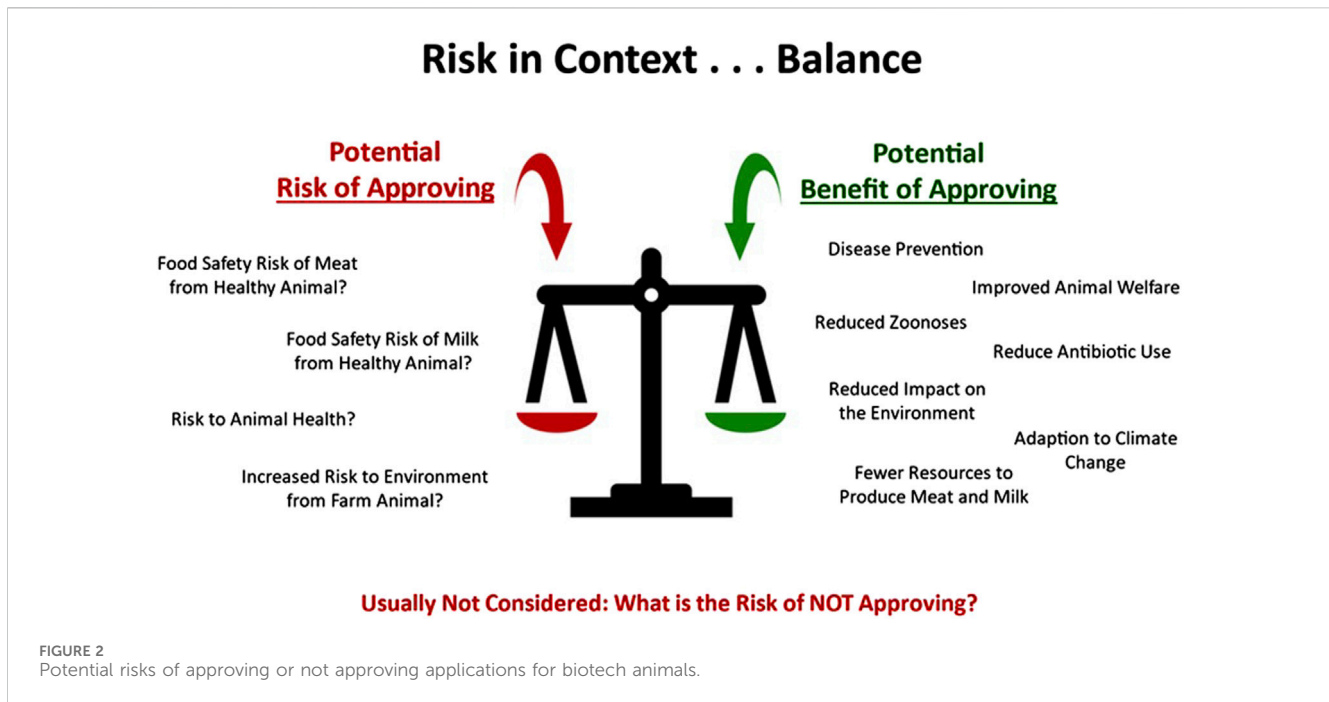 Risk in Context . . . Balance
Potential
Risk of Approving
Food Safety Risk of Meat
from Healthy Animal?
Food Safety Risk of Milk
from Healthy Animal?
Risk to Animal Health?
Increased Risk to Environment
from Farm Animal?
Potential
Benefit of Approving
Disease Prevention
Improved Animal Welfare
Reduced Zoonoses
Reduce Antibiotic Use
Reduced Impact on
the Environment
Adaption to Climate
Change
Fewer Resources to
Produce Meat and Milk
Usually Not Considered: What is the Risk of NOT Approving?
FIGURE 2
Potential risks of approving or not approving applications for biotech animals.